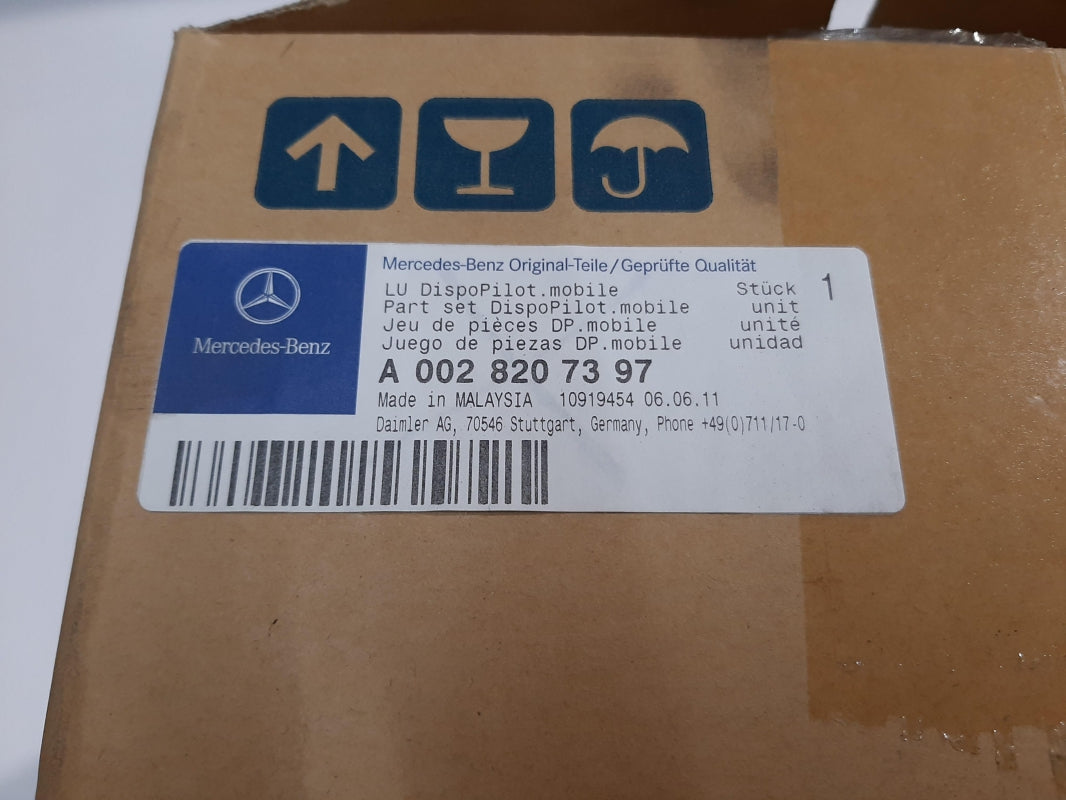 Mercedes-Benz
Mercedes-Benz Original-Teile/Geprüfte Qualität
LU DispoPilot.mobile Stück 1
Part set DispoPilot.mobile unit
Jeu de pièces DP.mobile unité
Juego de piezas DP.mobile unidad
A 002 820 73 97
Made in MALAYSIA 10919454 06.06.11
Daimler AG, 70546 Stuttgart, Germany, Phone +49(0)711/17-0